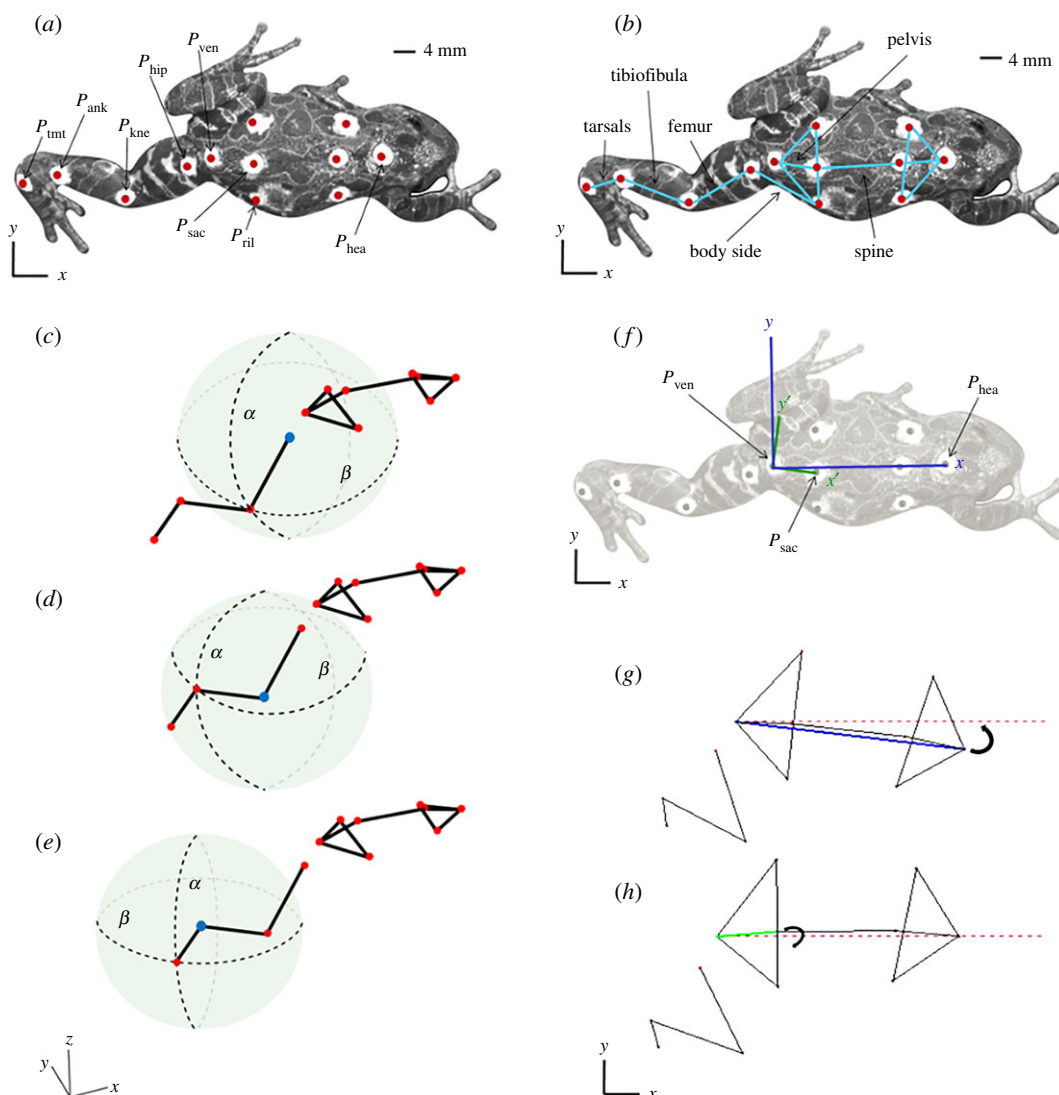 (a)
P_ven
4 mm
P_hip
P_ank
P_tmt
P_kne
P_sac
P_ril
P_hea
y
x
(b)
pelvis
4 mm
tibiofibula
tarsals
femur
body side
spine
y
x
(c)
α
β
(d)
α
β
(e)
α
β
z
y
x
(f)
y
P_ven
P_hea
y′
x
x′
P_sac
y
x
(g)
(h)
y
x